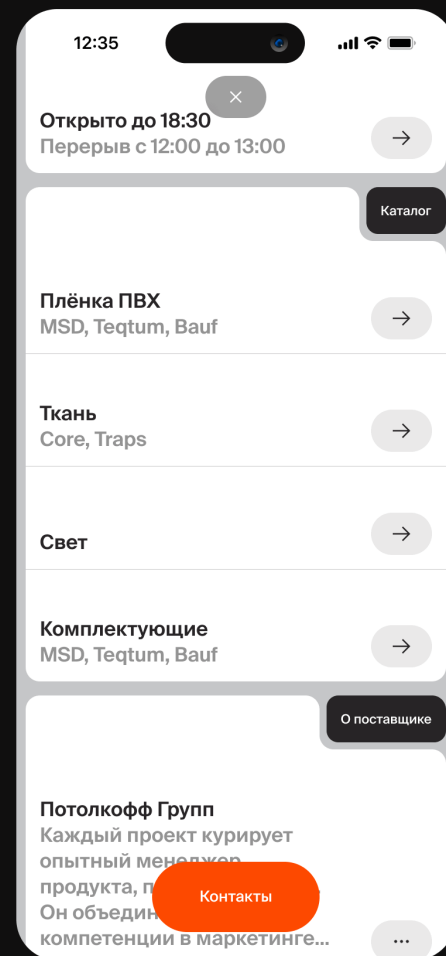 12:35
Открыто до 18:30
Перерыв с 12:00 до 13:00
Каталог
Плёнка ПВХ
MSD, Teqtum, Bauf
Ткань
Core, Traps
Свет
Комплектующие
MSD, Teqtum, Bauf
О поставщике
Потолкофф Групп
Каждый проект курирует
опытный менеджер
продукта,
Он
компетенции в маркетинге...
Контакты